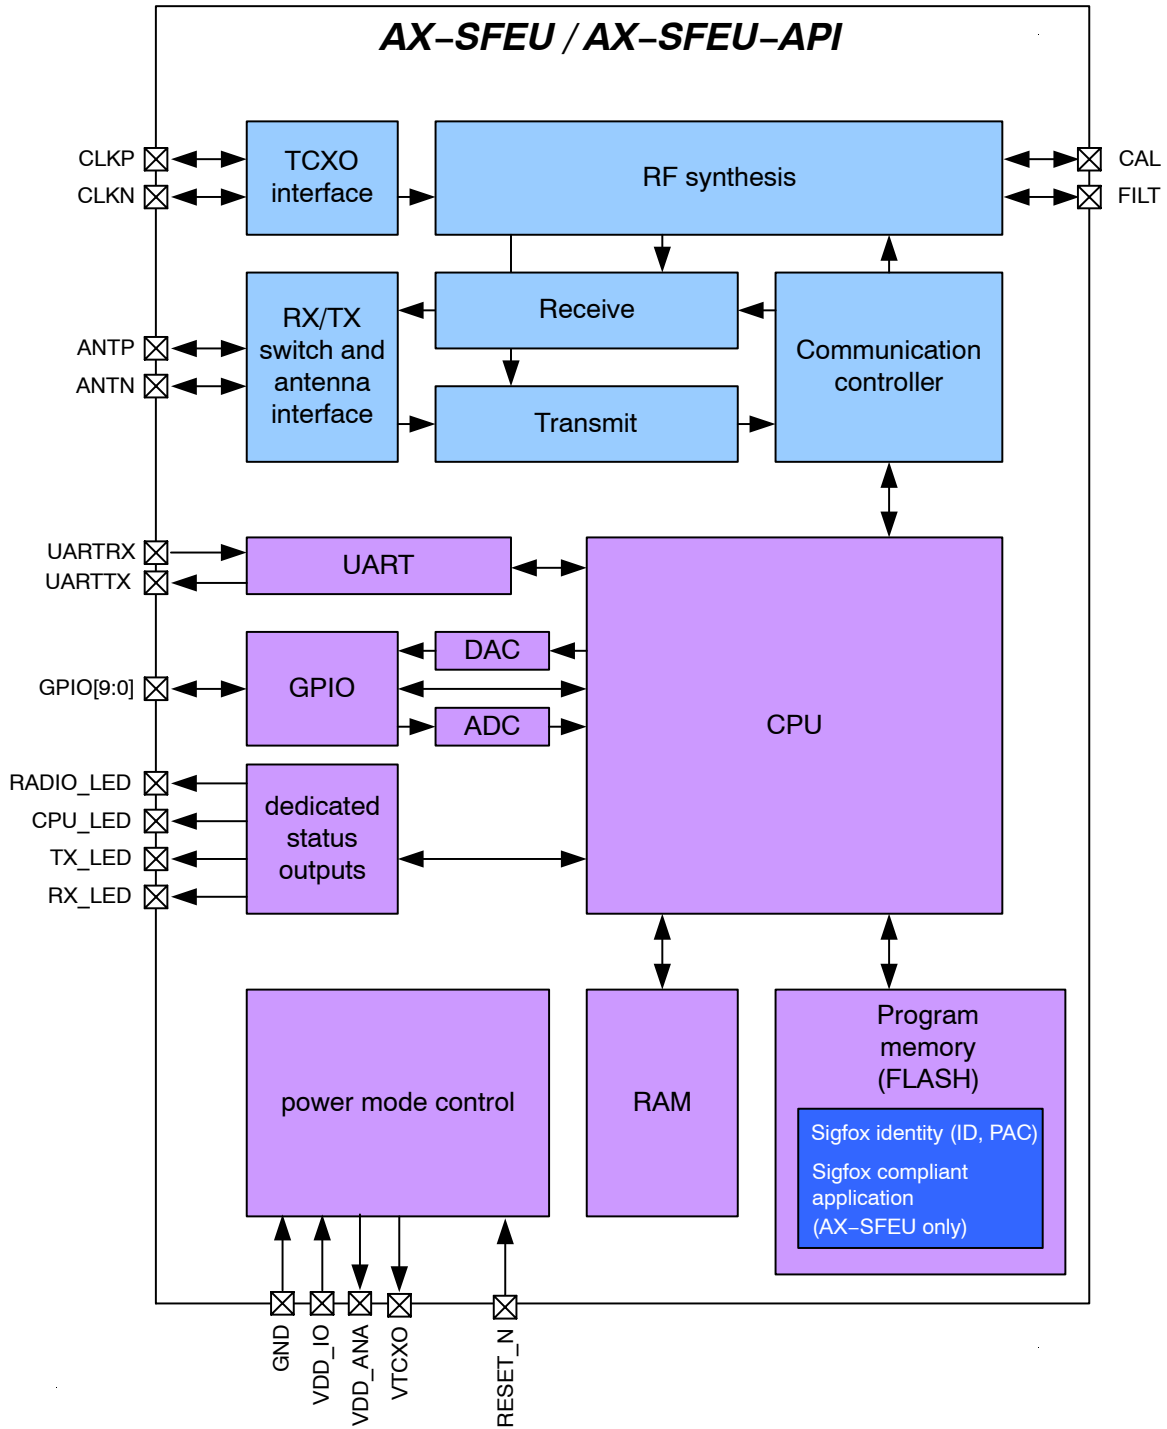 AX–SFEU / AX–SFEU–API
CLKP
CLKN
TCXO
interface
RF synthesis
CAL
FILT
ANTP
ANTN
RX/TX
switch and
antenna
interface
Receive
Transmit
Communication
controller
UARTRX
UARTTX
UART
GPIO[9:0]
GPIO
DAC
ADC
CPU
RADIO_LED
CPU_LED
TX_LED
RX_LED
dedicated
status
outputs
power mode control
RAM
Program
memory
(FLASH)
Sigfox identity (ID, PAC)
Sigfox compliant
application
(AX–SFEU only)
GND
VDD_IO
VDD_ANA
VTCXO
RESET_N